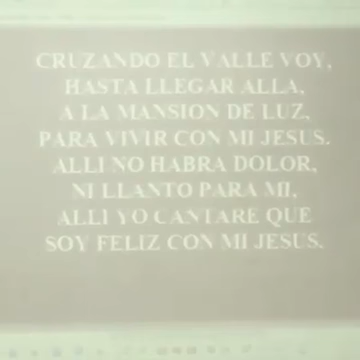 CRUZANDO EL VALLE VOY,
HASTA LLEGAR ALLA,
A LA MANSION DE LUZ,
PARA VIVIR CON MI JESUS.
ALLI NO HABRA DOLOR,
NI LLANTO PARA MI,
ALLI YO CANTARE QUE
SOY FELIZ CON MI JESUS.